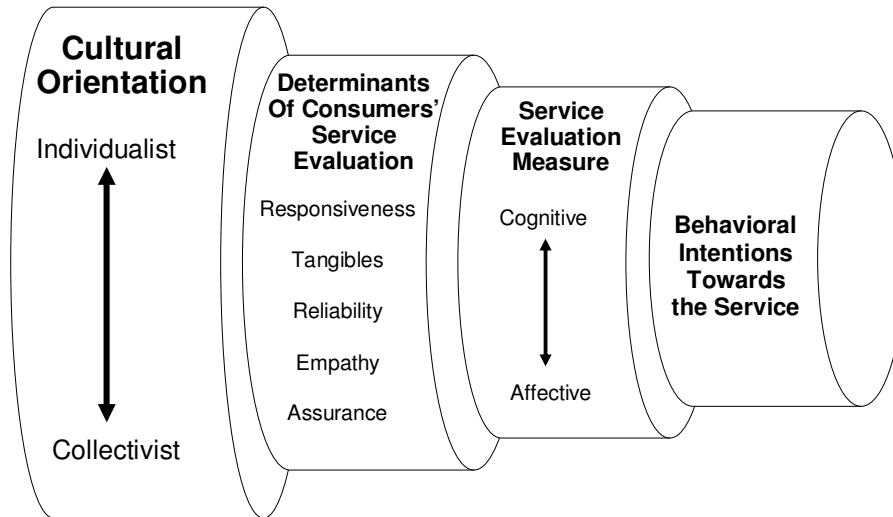 Cultural
Orientation
Individualist
Collectivist
Determinants
Of Consumers'
Service
Evaluation
Responsiveness
Tangibles
Reliability
Empathy
Assurance
Service
Evaluation
Measure
Cognitive
Affective
Behavioral
Intentions
Towards
the Service